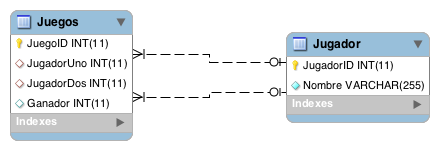 Juegos
JuegoID INT(11)
JugadorUno INT(11)
JugadorDos INT(11)
Ganador INT(11)
Indexes
Jugador
JugadorID INT(11)
Nombre VARCHAR(255)
Indexes